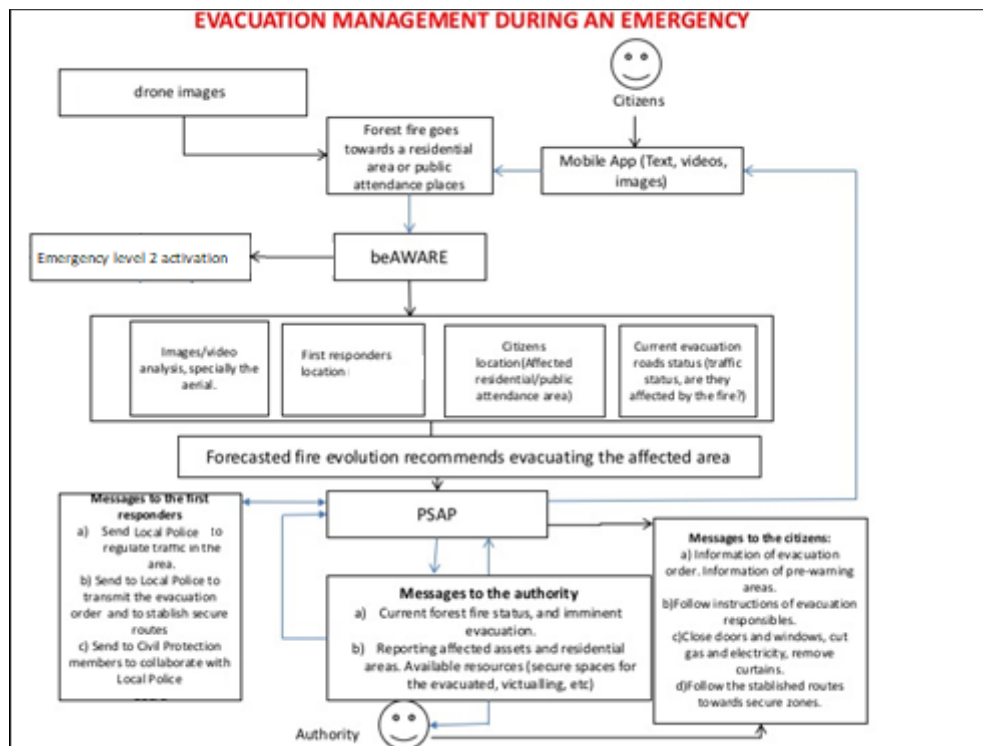 EVACUATION MANAGEMENT DURING AN EMERGENCY
drone images
Citizens
Forest fire goes
towards a residential
area or public
attendance places
Mobile App (Text, videos,
images)
Emergency level 2 activation
beAWARE
Images/video
analysis, specially the
aerial.
First responders
location
Citizens
location(Affected
residential/public
attendance area)
Current evacuation
roads status (traffic
status, are they
affected by the fire?)
Forecasted fire evolution recommends evacuating the affected area
PSAP
Messages to the first
responders
a) Send Local Police to
regulate traffic in the
area.
b) Send to Local Police to
transmit the evacuation
order and to stablish secure
routes
c) Send to Civil Protection
members to collaborate with
Local Police
Messages to the authority
a) Current forest fire status, and imminent
evacuation.
b) Reporting affected assets and residential
areas. Available resources (secure spaces for
the evacuated, victualling, etc)
Messages to the citizens:
a) Information of evacuation
order. Information of pre-warning
areas.
b)Follow instructions of evacuation
responsibles.
c)Close doors and windows, cut
gas and electricity, remove
curtains.
d)Follow the stablished routes
towards secure zones.
Authority